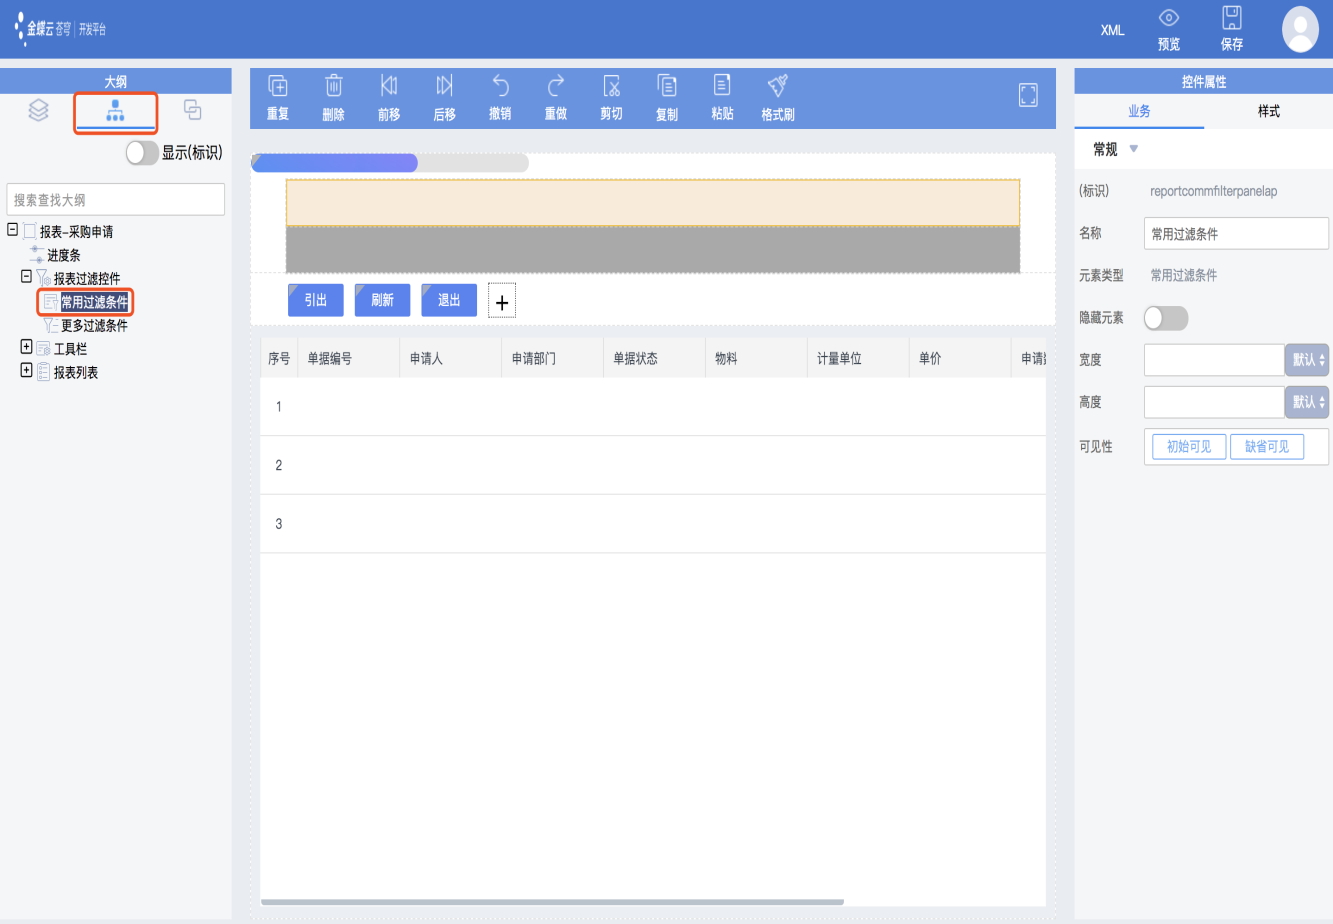 金蝶云 苍穹 | 开发平台
XML
预览
保存
大纲
显示(标识)
搜素查找大纲
报表-采购申请
进度条
报表过滤控件
常用过滤条件
更多过滤条件
工具栏
报表列表
重复 删除 前移 后移 撤销 重做 剪切 复制 粘贴 格式刷
引出 刷新 退出 +
序号 单据编号 申请人 申请部门 单据状态 物料 计量单位 单价 申请
1
2
3
控件属性
业务 样式
常规
(标识) reportcommfilterpanelap
名称 常用过滤条件
元素类型 常用过滤条件
隐藏元素
宽度 默认
高度 默认
可见性 初始可见 缺省可见